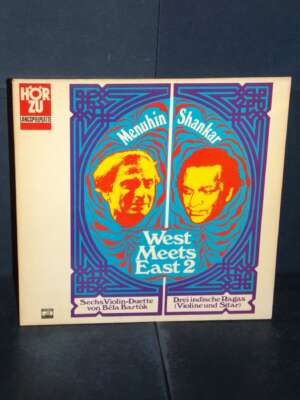 HÖR
ZU
LANGSPIELPLATTE
Menuhin Shankar
West
Meets
East 2
Sechs Violin-Duette
von Béla Bartók
Drei indische Ragas
(Violine und Sitar)